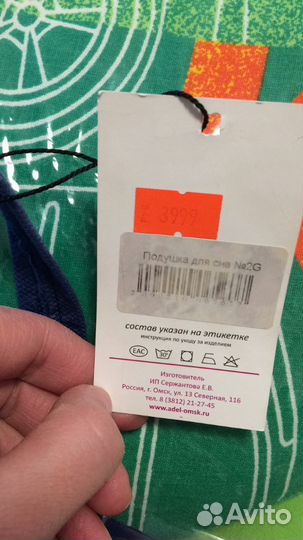 Z 3999
Подушка для сна №2G
состав указан на этикетке
инструкция по уходу за изделием
EAC 30°
Изготовитель
ИП Сержантова Е.В.
Россия, г. Омск, ул. 13 Северная, 116
тел. 8 (3812) 21-27-45
www.adel-omsk.ru
Avito